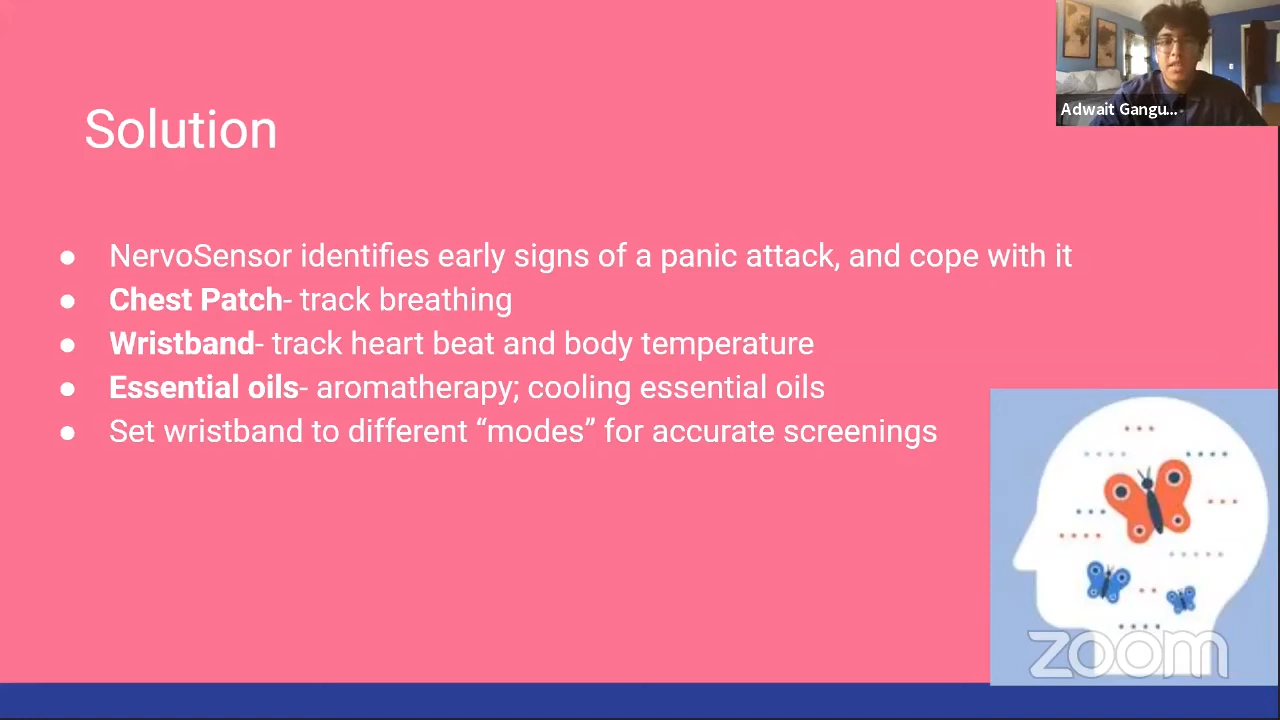 Adwait Gangu...
Solution
● NervoSensor identifies early signs of a panic attack, and cope with it
● Chest Patch- track breathing
● Wristband- track heart beat and body temperature
● Essential oils- aromatherapy; cooling essential oils
● Set wristband to different “modes” for accurate screenings
zoom